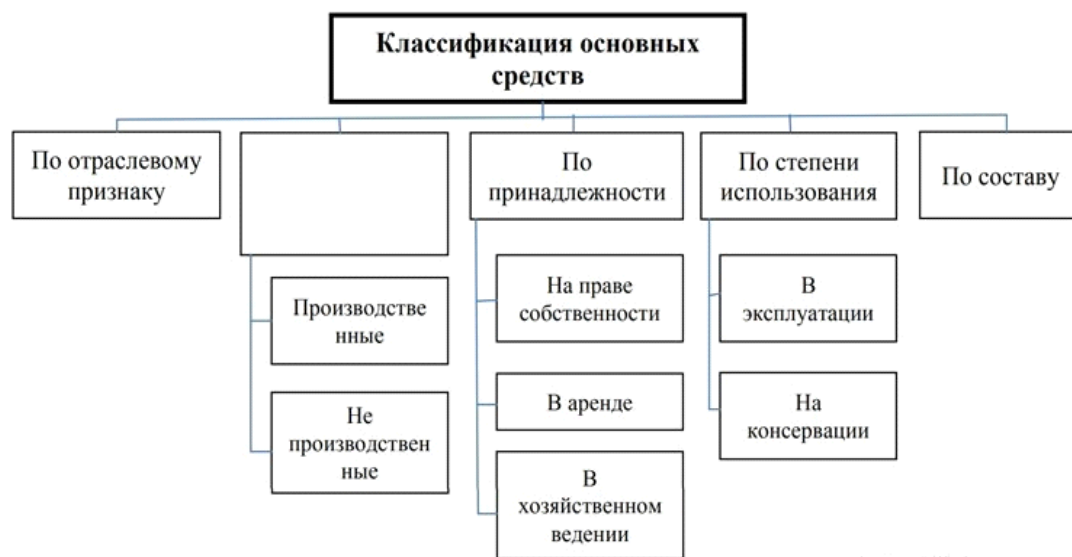 Классификация основных
средств
По отраслевому
признаку
По
принадлежности
По степени
использования
По составу
Производстве
нные
Не
производствен
ные
На праве
собственности
В аренде
В
хозяйственном
ведении
В
эксплуатации
На
консервации